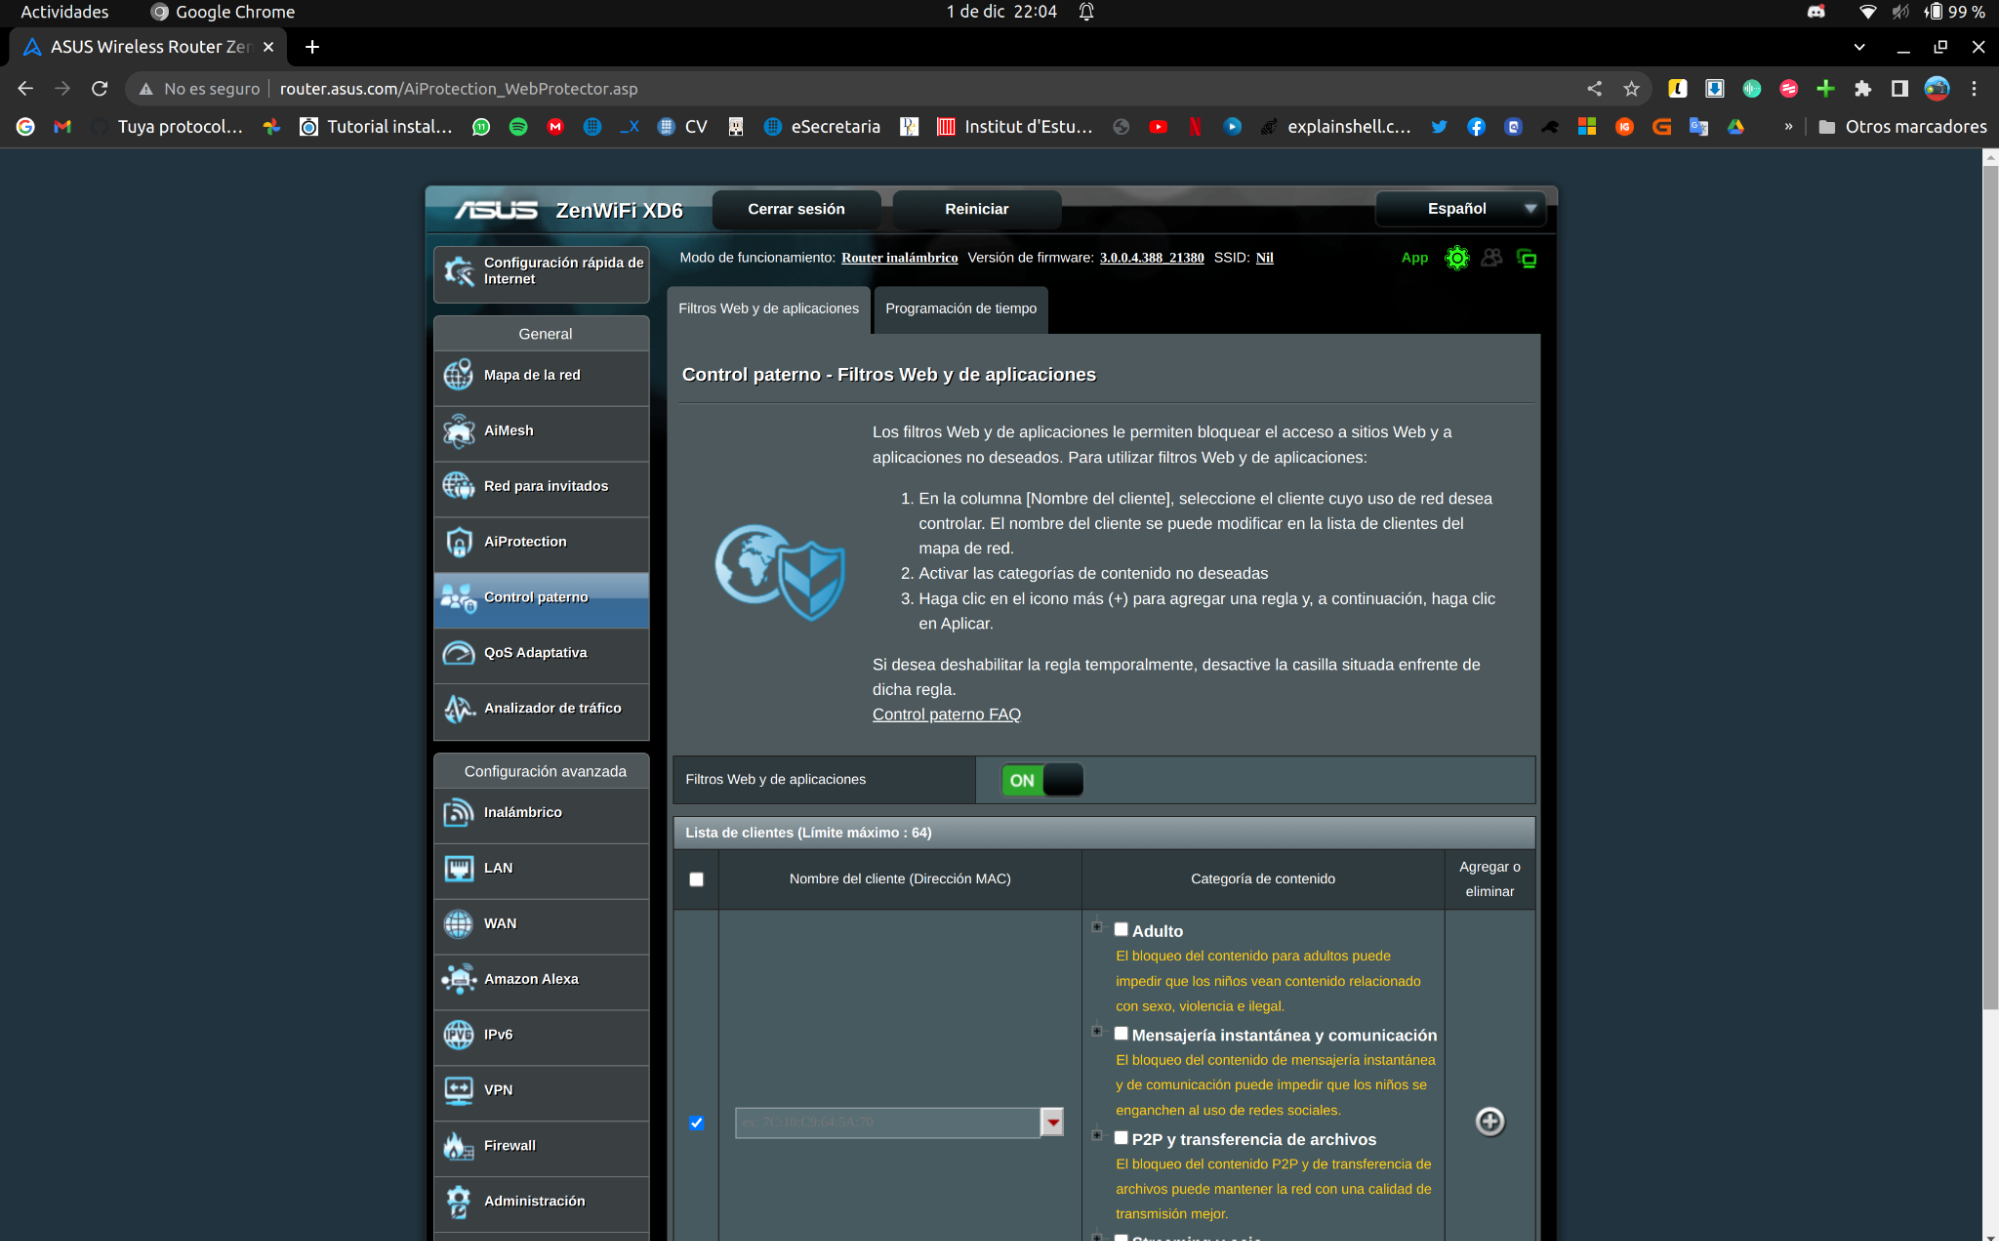 Actividades Google Chrome 1 de dic 22:04 99 %
ASUS Wireless Router Zen
No es seguro router.asus.com/AiProtection_WebProtector.asp
Tuya protocol... Tutorial instal... CV eSecretaria Institut d'Estu... explainshell.c... » Otros marcadores
ASUS ZenWiFi XD6 Cerrar sesión Reiniciar Español
Modo de funcionamiento: Router inalámbrico Versión de firmware: 3.0.0.4.388_21380 SSID: Nil App
Configuración rápida de
Internet
General
Mapa de la red
AiMesh
Red para invitados
AiProtection
Control paterno
QoS Adaptativa
Analizador de tráfico
Configuración avanzada
Inalámbrico
LAN
WAN
Amazon Alexa
IPv6
VPN
Firewall
Administración
Filtros Web y de aplicaciones Programación de tiempo
Control paterno - Filtros Web y de aplicaciones
Los filtros Web y de aplicaciones le permiten bloquear el acceso a sitios Web y a
aplicaciones no deseados. Para utilizar filtros Web y de aplicaciones:
1. En la columna [Nombre del cliente], seleccione el cliente cuyo uso de red desea
controlar. El nombre del cliente se puede modificar en la lista de clientes del
mapa de red.
2. Activar las categorías de contenido no deseadas
3. Haga clic en el icono más (+) para agregar una regla y, a continuación, haga clic
en Aplicar.
Si desea deshabilitar la regla temporalmente, desactive la casilla situada enfrente de
dicha regla.
Control paterno FAQ
Filtros Web y de aplicaciones ON
Lista de clientes (Límite máximo : 64)
Nombre del cliente (Dirección MAC) Categoría de contenido Agregar o
eliminar
Adulto
El bloqueo del contenido para adultos puede
impedir que los niños vean contenido relacionado
con sexo, violencia e ilegal.
Mensajería instantánea y comunicación
El bloqueo del contenido de mensajería instantánea
y de comunicación puede impedir que los niños se
enganchen al uso de redes sociales.
P2P y transferencia de archivos
El bloqueo del contenido P2P y de transferencia de
archivos puede mantener la red con una calidad de
transmisión mejor.